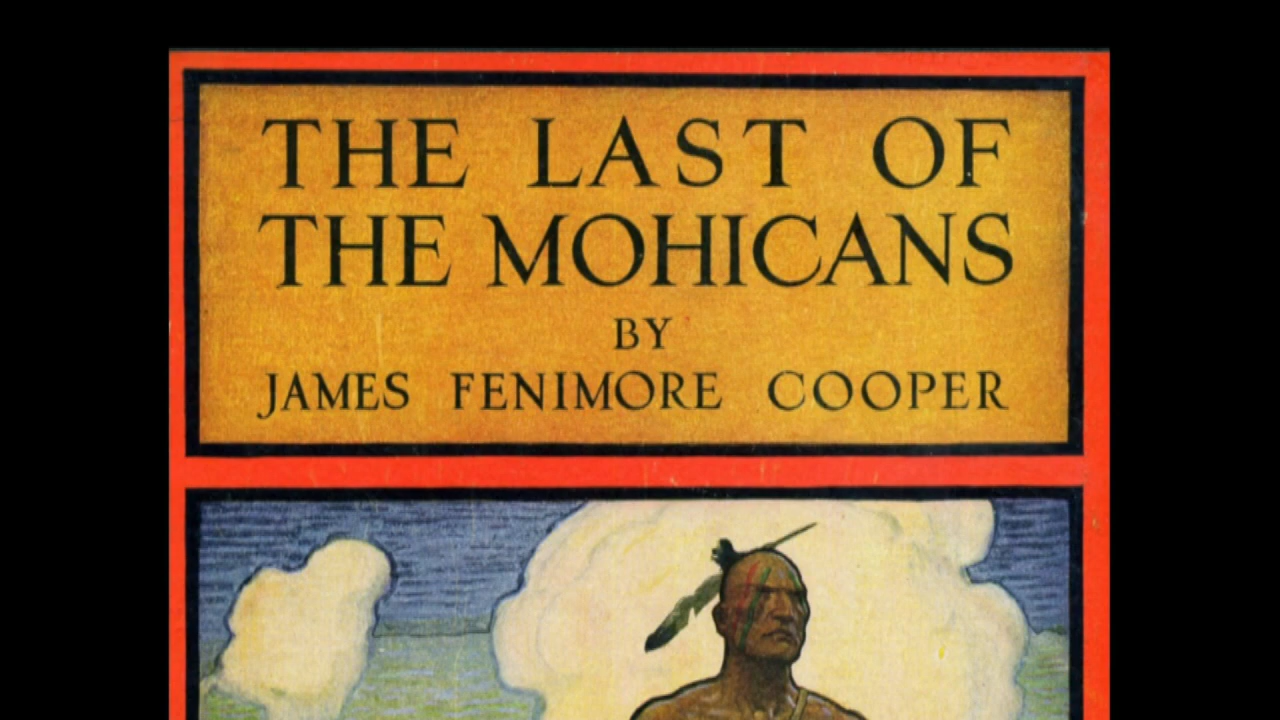 THE LAST OF
THE MOHICANS
BY
JAMES FENIMORE COOPER